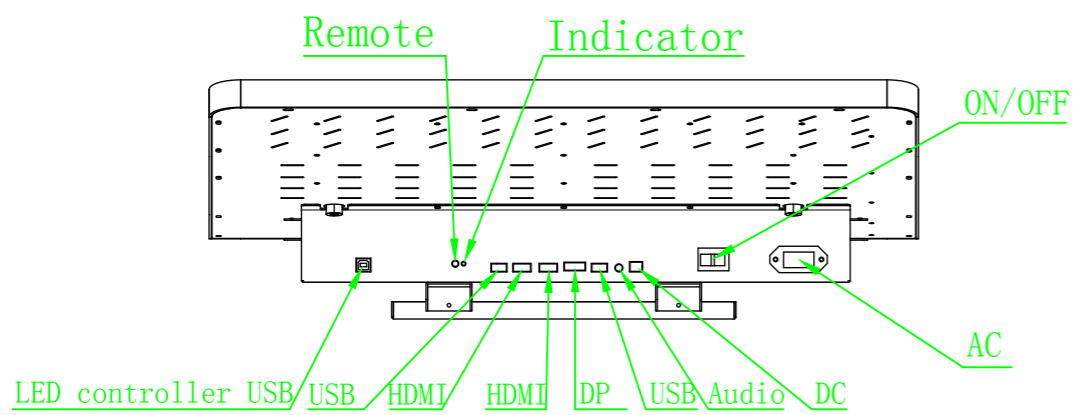 Remote
Indicator
ON/OFF
AC
LED controller USB
USB
HDMI
HDMI
DP
USB
Audio
DC